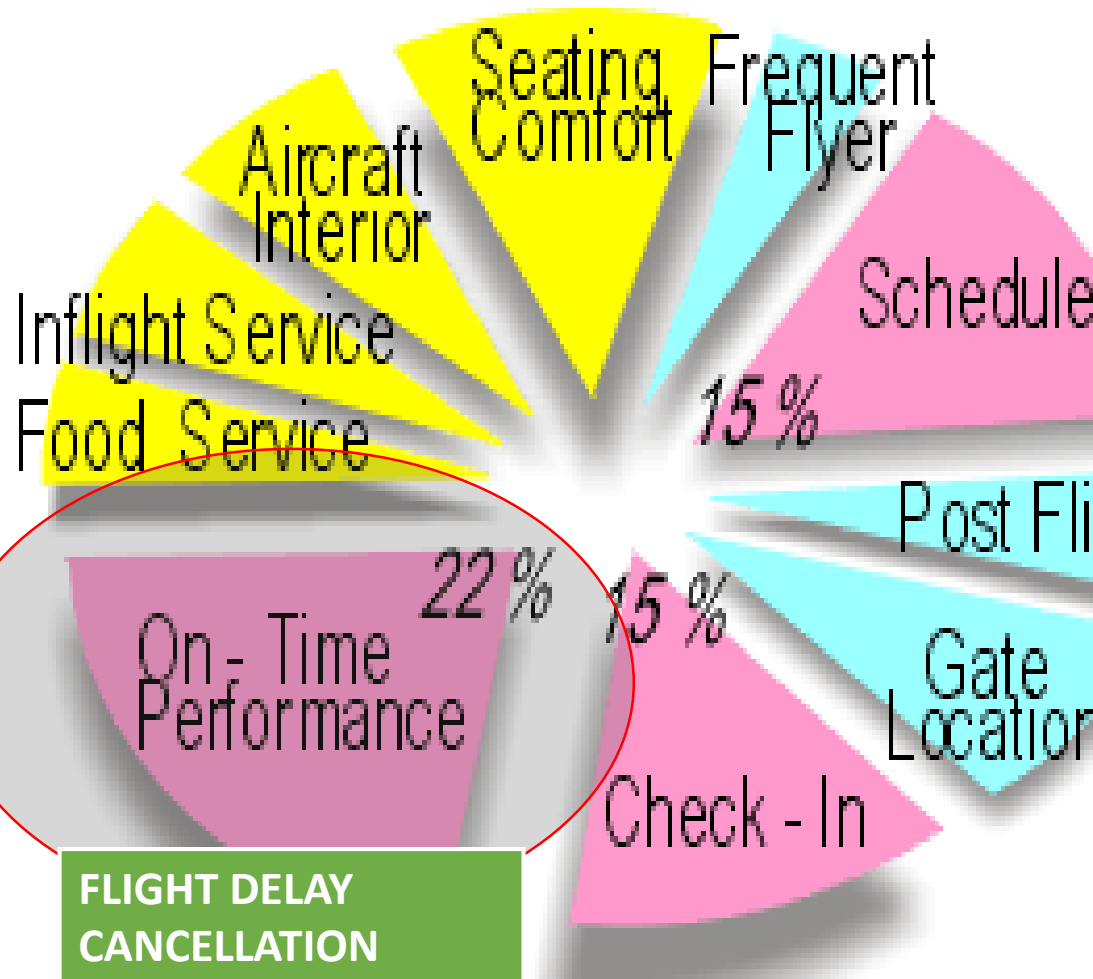 Seating
Comfort
Frequent
Flyer
Aircraft
Interior
Schedule
Inflight Service
15 %
Food Service
Post Fli
22 %
15 %
On - Time
Performance
Gate
Location
Check - In
FLIGHT DELAY
CANCELLATION